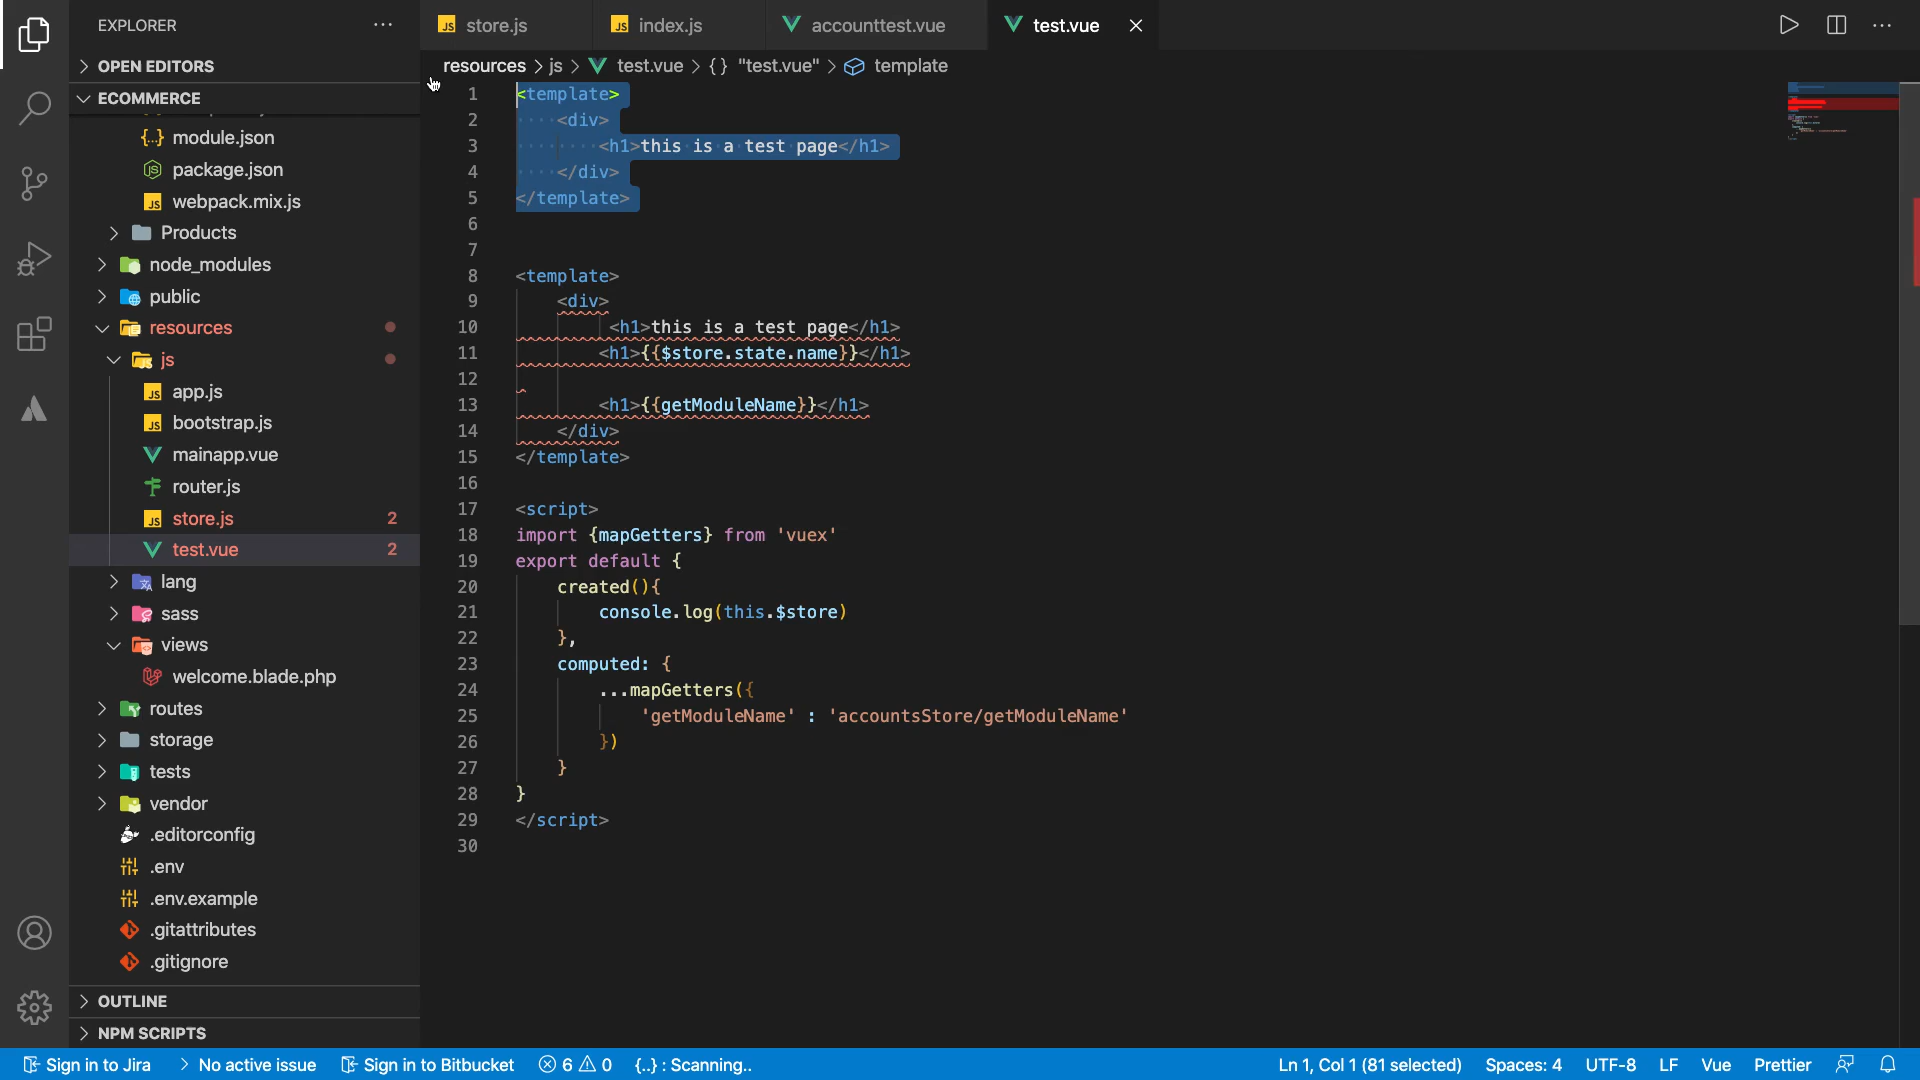 EXPLORER
OPEN EDITORS
ECOMMERCE
module.json
package.json
webpack.mix.js
Products
node_modules
public
resources
js
app.js
bootstrap.js
mainapp.vue
router.js
store.js 2
test.vue 2
lang
sass
views
welcome.blade.php
routes
storage
tests
vendor
.editorconfig
.env
.env.example
.gitattributes
.gitignore
OUTLINE
NPM SCRIPTS
store.js index.js accounttest.vue test.vue
resources > js > test.vue > {} "test.vue" > template
1 <template>
2 <div>
3 <h1>this is a test page</h1>
4 </div>
5 </template>
6
7
8 <template>
9 <div>
10 <h1>this is a test page</h1>
11 <h1>{{$store.state.name}}</h1>
12
13 <h1>{{getModuleName}}</h1>
14 </div>
15 </template>
16
17 <script>
18 import {mapGetters} from 'vuex'
19 export default {
20 created(){
21 console.log(this.$store)
22 },
23 computed: {
24 ...mapGetters({
25 'getModuleName' : 'accountsStore/getModuleName'
26 })
27 }
28 }
29 </script>
30
Sign in to Jira > No active issue Sign in to Bitbucket 6 0 {..} : Scanning.. Ln 1, Col 1 (81 selected) Spaces: 4 UTF-8 LF Vue Prettier